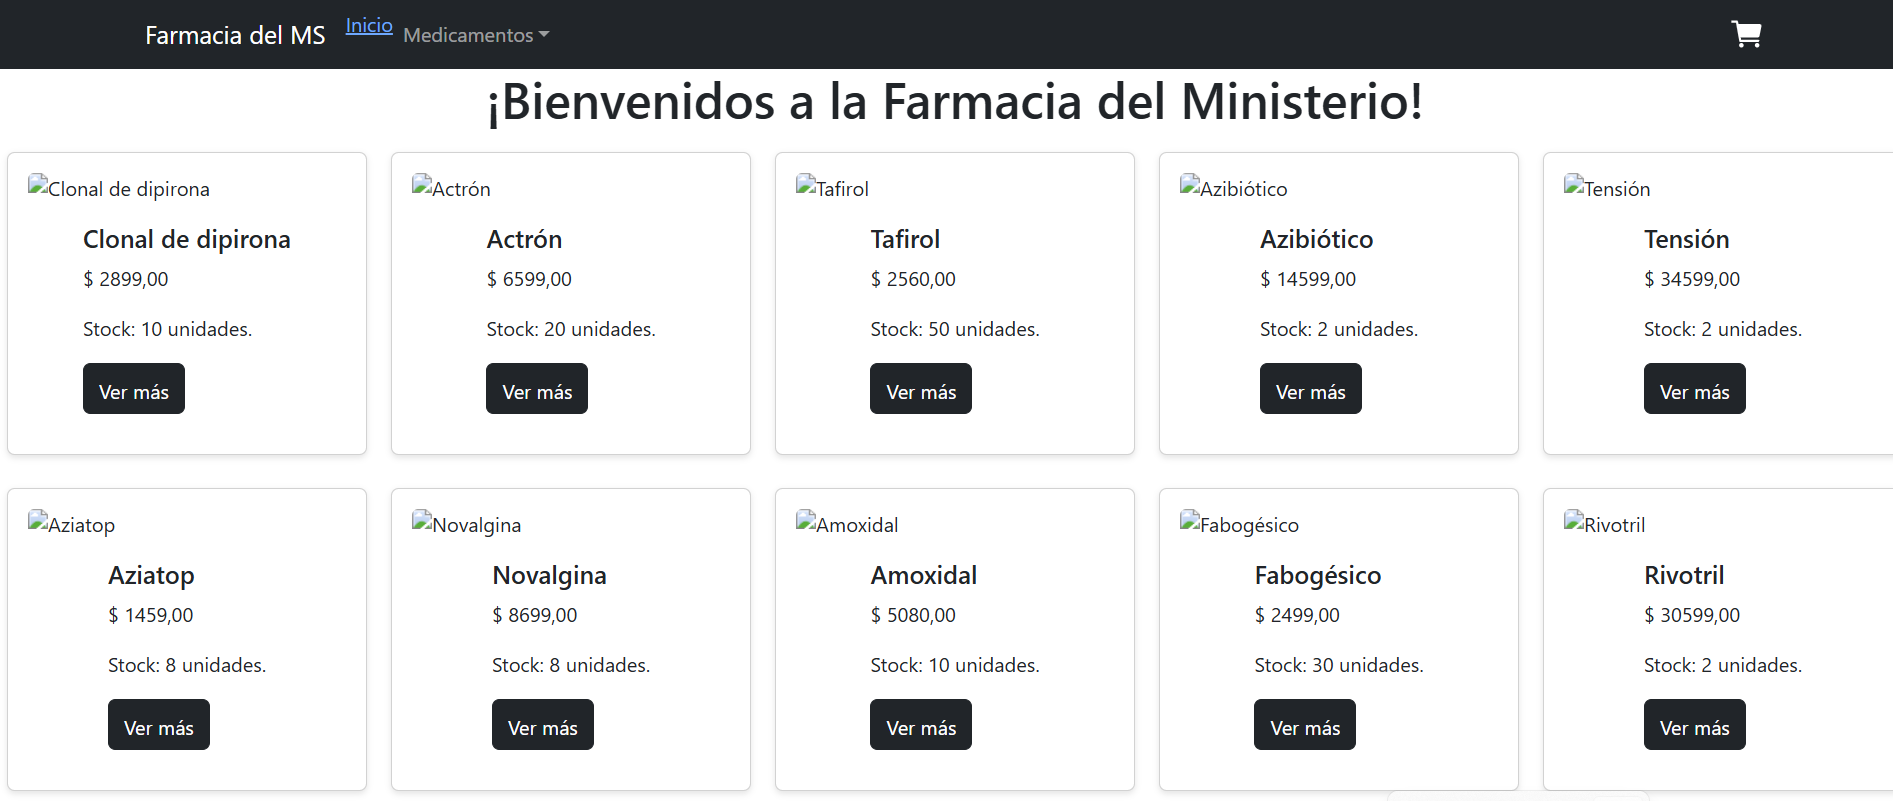 Farmacia del MS Inicio Medicamentos
¡Bienvenidos a la Farmacia del Ministerio!
Clonal de dipirona
Clonal de dipirona
$ 2899,00
Stock: 10 unidades.
Ver más
Actrón
Actrón
$ 6599,00
Stock: 20 unidades.
Ver más
Tafirol
Tafirol
$ 2560,00
Stock: 50 unidades.
Ver más
Azibiótico
Azibiótico
$ 14599,00
Stock: 2 unidades.
Ver más
Tensión
Tensión
$ 34599,00
Stock: 2 unidades.
Ver más
Aziatop
Aziatop
$ 1459,00
Stock: 8 unidades.
Ver más
Novalgina
Novalgina
$ 8699,00
Stock: 8 unidades.
Ver más
Amoxidal
Amoxidal
$ 5080,00
Stock: 10 unidades.
Ver más
Fabogésico
Fabogésico
$ 2499,00
Stock: 30 unidades.
Ver más
Rivotril
Rivotril
$ 30599,00
Stock: 2 unidades.
Ver más